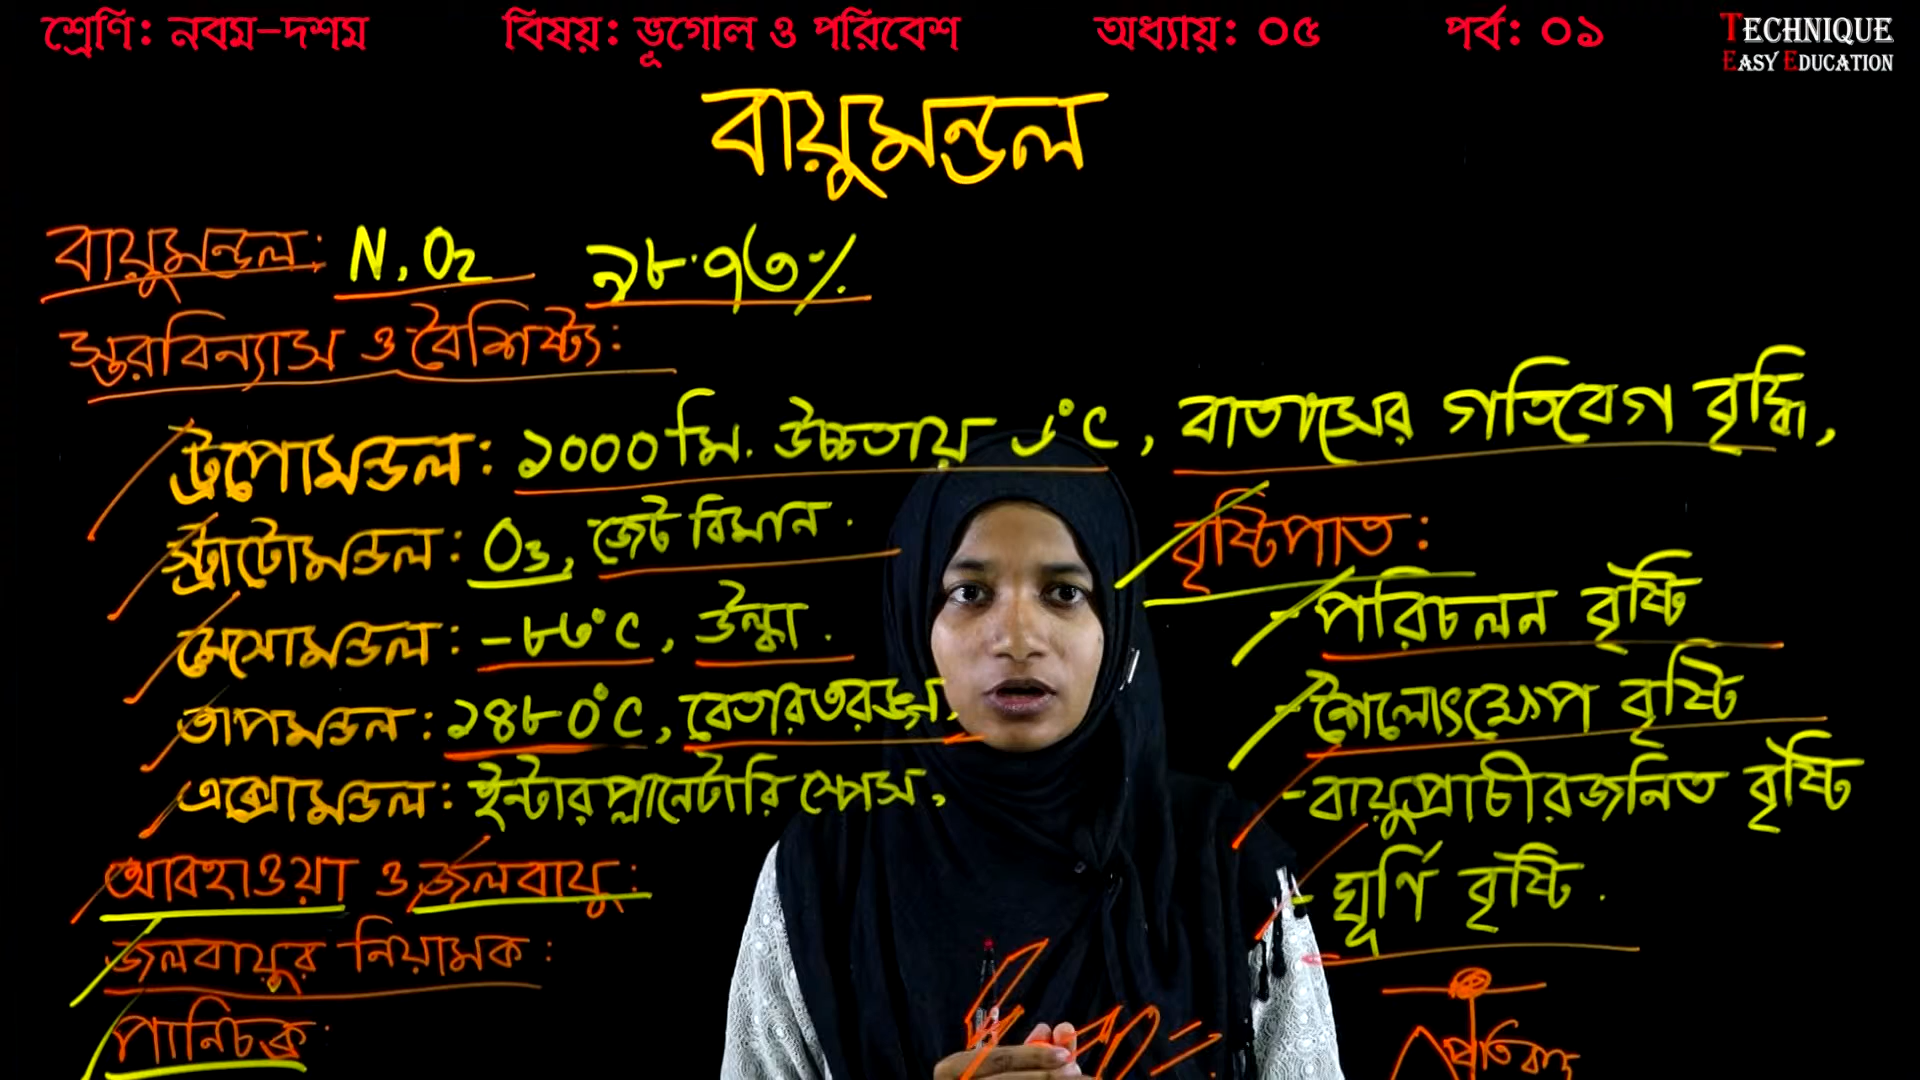 শ্রেণি: নবম-দশম বিষয়: ভূগোল ও পরিবেশ অধ্যায়: ০৫ পর্ব: ০১
TECHNIQUE
EASY EDUCATION
বায়ুমন্ডল
বায়ুমন্ডল: N, O₂ ৯৮.৭৩%
স্তরবিন্যাস ও বৈশিষ্ট্য:
ট্রপোমন্ডল: ১০০০ মি. উচ্চতায় ৬°C, বাতাসের গতিবেগ বৃদ্ধি,
স্ট্রাটোমন্ডল: O₃, জেট বিমান.
মেসোমন্ডল: -৮৩°C, উল্কা.
তাপমন্ডল: ১৪৮০°C, বেতারতরঙ্গ,
এক্সোমন্ডল: ইন্টারপ্লানেটারি স্পেস,
আবহাওয়া ও জলবায়ু:
জলবায়ুর নিয়ামক:
পানিচক্র
বৃষ্টিপাত:
- পরিচলন বৃষ্টি
- শৈলোৎক্ষেপ বৃষ্টি
- বায়ুপ্রাচীরজনিত বৃষ্টি
- ঘূর্ণি বৃষ্টি.